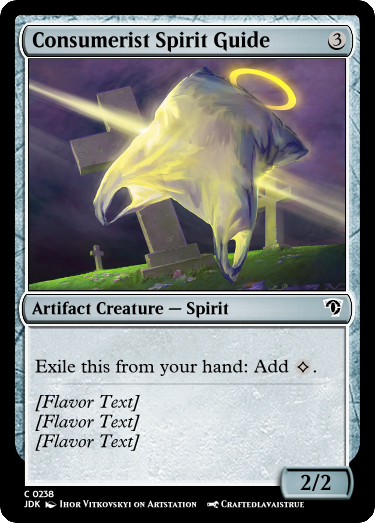 Consumerist Spirit Guide 3
Artifact Creature — Spirit
Exile this from your hand: Add .
[Flavor Text]
[Flavor Text]
[Flavor Text]
2/2
C 0238
JDK Ihor Vitkovskyi on Artstation Craftedlavaistrue